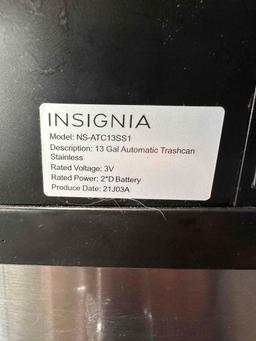 INSIGNIA
Model: NS-ATC13SS1
Description: 13 Gal Automatic Trashcan
Stainless
Rated Voltage: 3V
Rated Power: 2*D Battery
Produce Date: 21J03A